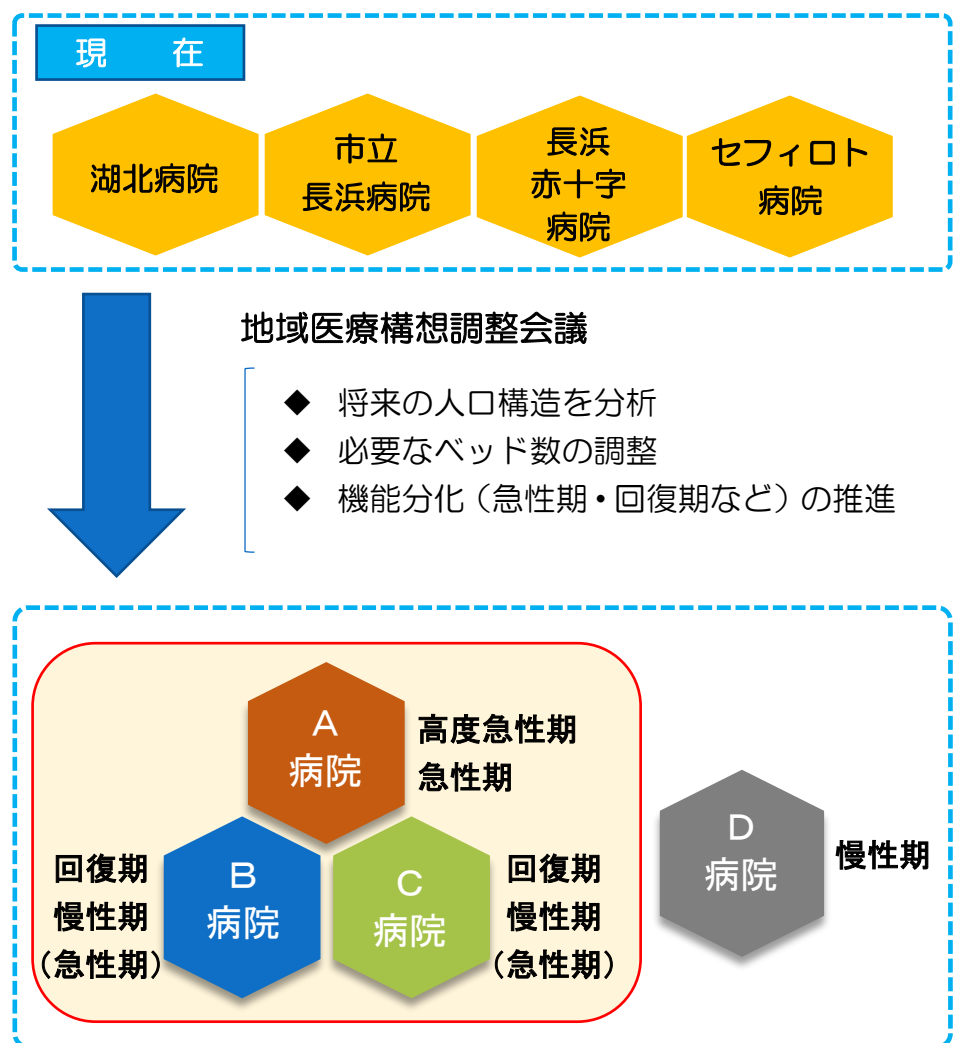 現　在
湖北病院
市立
長浜病院
長浜
赤十字
病院
セフィロト
病院
地域医療構想調整会議
◆ 将来の人口構造を分析
◆ 必要なベッド数の調整
◆ 機能分化（急性期・回復期など）の推進
A
病院
高度急性期
急性期
B
病院
回復期
慢性期
（急性期）
C
病院
回復期
慢性期
（急性期）
D
病院
慢性期